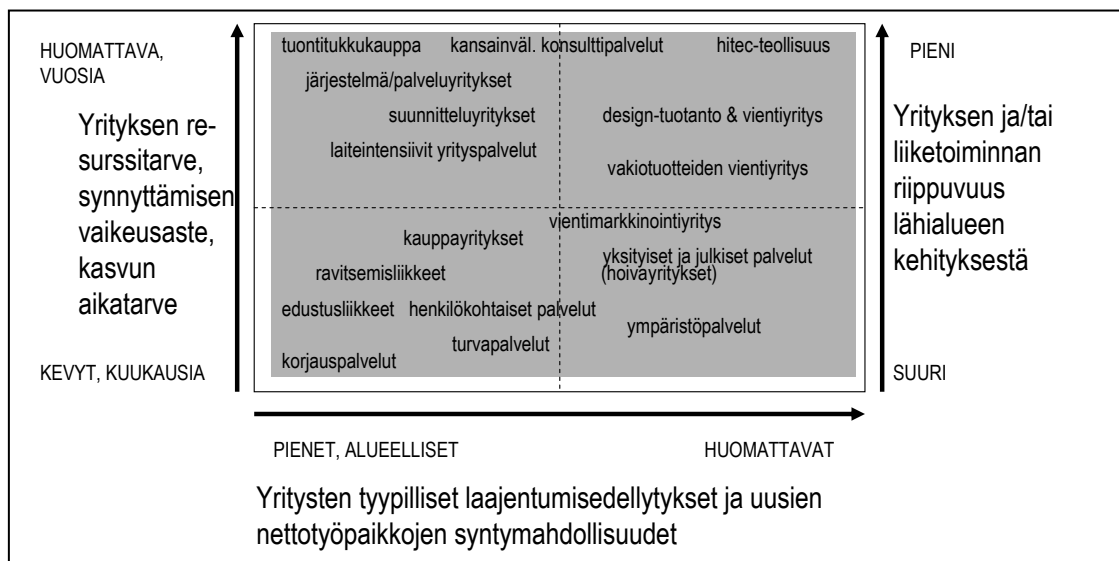 HUOMATTAVA,
VUOSIA
Yrityksen re-
surssitarve,
synnyttämisen
vaikeusaste,
kasvun
aikatarve
KEVYT, KUUKAUSIA
tuontitukkukauppa
kansainväl. konsulttipalvelut
hitec-teollisuus
järjestelmä/palveluyritykset
suunnitteluyritykset
design-tuotanto & vientiyritys
laiteintensiivit yrityspalvelut
vakiotuotteiden vientiyritys
vientimarkkinointiyritys
kauppayritykset
yksityiset ja julkiset palvelut
(hoivayritykset)
ravitsemisliikkeet
edustusliikkeet
henkilökohtaiset palvelut
ympäristöpalvelut
turvapalvelut
korjauspalvelut
PIENI
Yrityksen ja/tai
liiketoiminnan
riippuvuus
lähialueen
kehityksestä
SUURI
PIENET, ALUEELLISET
HUOMATTAVAT
Yritysten tyypilliset laajentumisedellytykset ja uusien
nettotyöpaikkojen syntymahdollisuudet